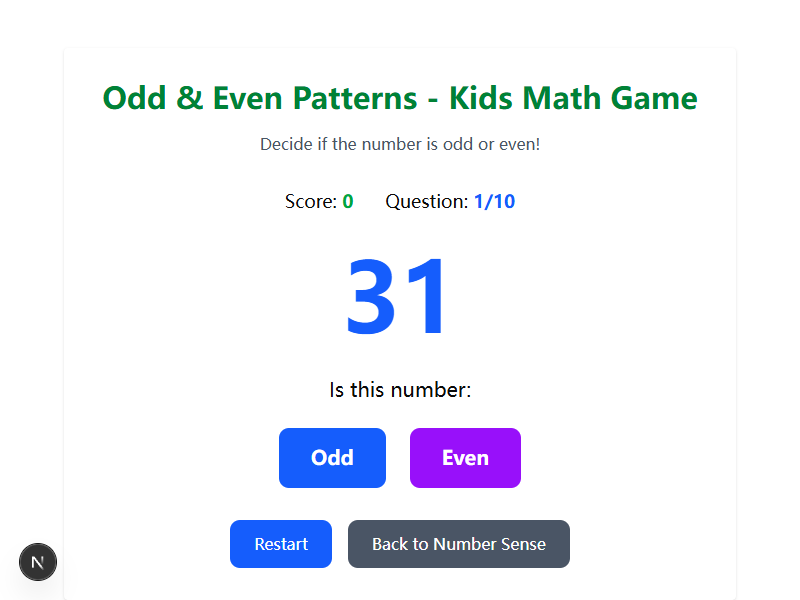 Odd & Even Patterns - Kids Math Game
Decide if the number is odd or even!
Score: 0 Question: 1/10
31
Is this number:
Odd Even
Restart Back to Number Sense
N